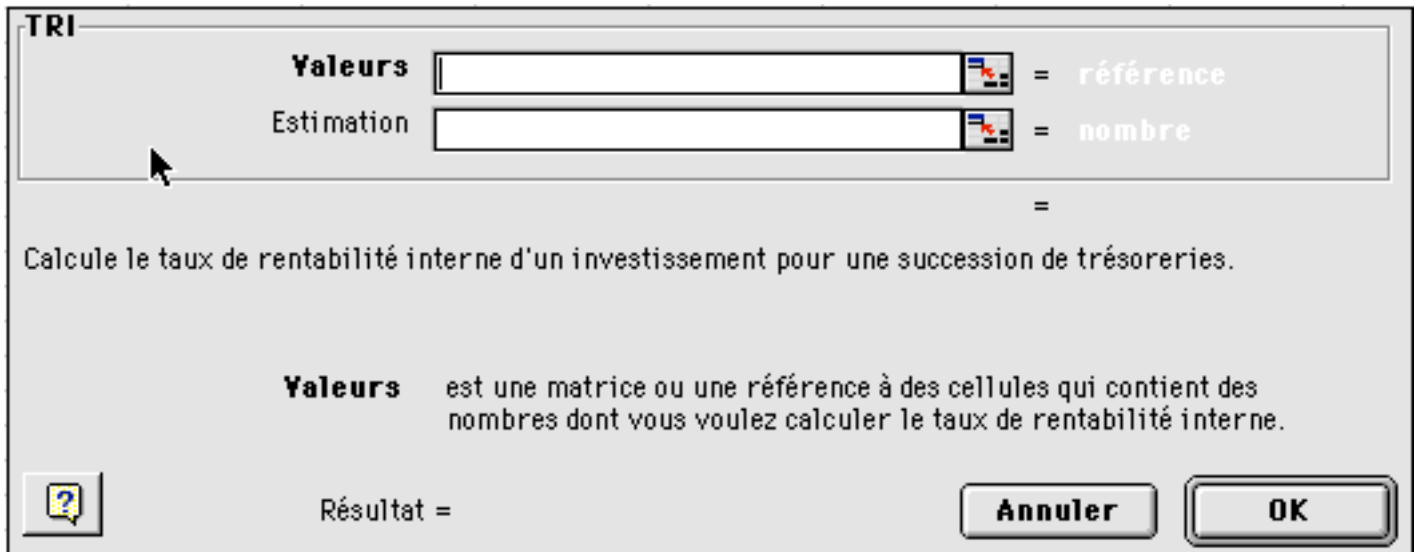 TRI
Valeurs = référence
Estimation = nombre
=
Calcule le taux de rentabilité interne d'un investissement pour une succession de trésoreries.
Valeurs est une matrice ou une référence à des cellules qui contient des
nombres dont vous voulez calculer le taux de rentabilité interne.
? Résultat = Annuler OK